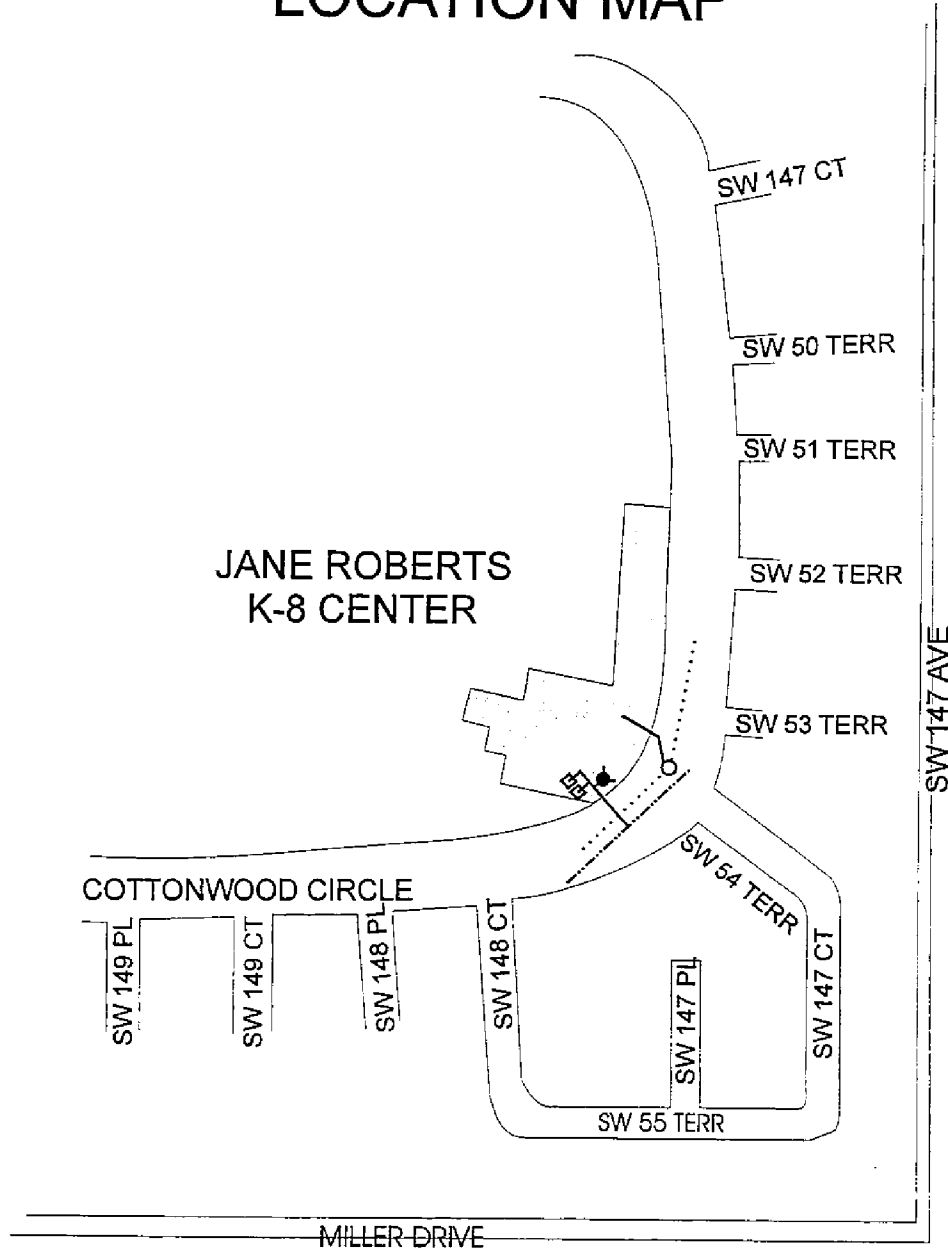 LOCATION MAP
SW 147 CT
SW 50 TERR
SW 51 TERR
JANE ROBERTS
K-8 CENTER
SW 52 TERR
SW 147 AVE
SW 53 TERR
SW 54 TERR
COTTONWOOD CIRCLE
SW 149 PL
SW 149 CT
SW 148 PL
SW 148 CT
SW 147 PL
SW 147 CT
SW 55 TERR
MILLER DRIVE